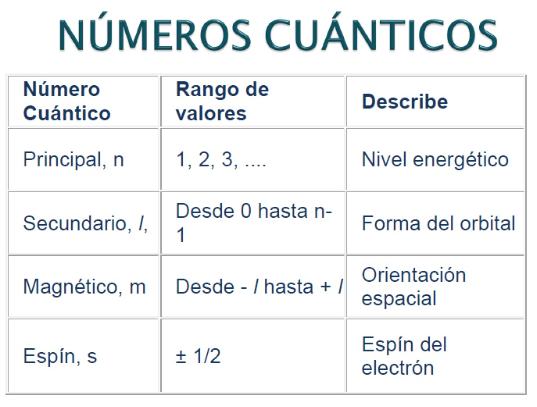 NÚMEROS CUÁNTICOS
Número
Cuántico
Rango de
valores
Describe
Principal, n
1, 2, 3, ....
Nivel energético
Secundario, l,
Desde 0 hasta n-
1
Forma del orbital
Magnético, m
Desde - l hasta + l
Orientación
espacial
Espín, s
± 1/2
Espín del
electrón